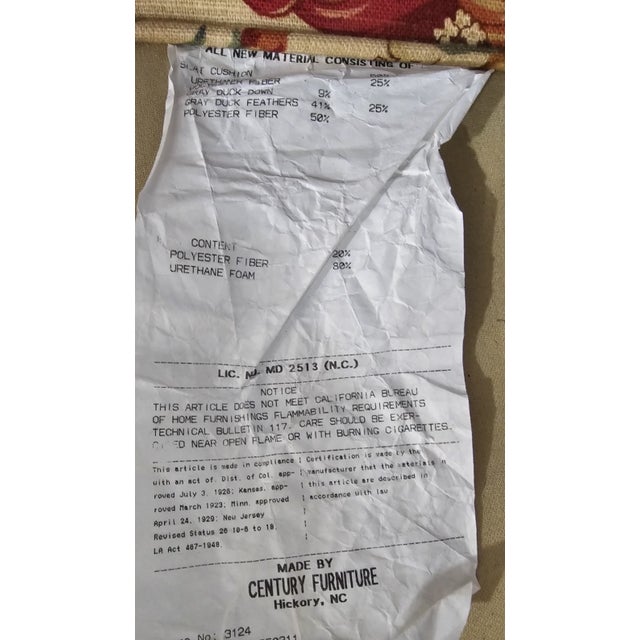 ALL NEW MATERIAL CONSISTING OF
SEAT CUSHION
URETHANE FIBER 25%
GRAY DUCK DOWN 9%
GRAY DUCK FEATHERS 41% 25%
POLYESTER FIBER 50%
CONTENT
POLYESTER FIBER 20%
URETHANE FOAM 80%
LIC. NO. MD 2513 (N.C.)
NOTICE
THIS ARTICLE DOES NOT MEET CALIFORNIA BUREAU
OF HOME FURNISHINGS FLAMMABILITY REQUIREMENTS
TECHNICAL BULLETIN 117. CARE SHOULD BE EXER-
NEAR OPEN FLAME OR WITH BURNING CIGARETTES.
This article is made in compliance
with an act of. Dist. of Col. app-
roved July 3, 1926; Kansas. app-
roved March 1923; Minn. approved
April 24, 1929; New Jersey
Revised Status 26 10-6 to 18.
LA Act 467-1948.
Certification is made by the
manufacturer that the materials in
this article are described in
accordance with law
MADE BY
CENTURY FURNITURE
Hickory, NC
No: 3124